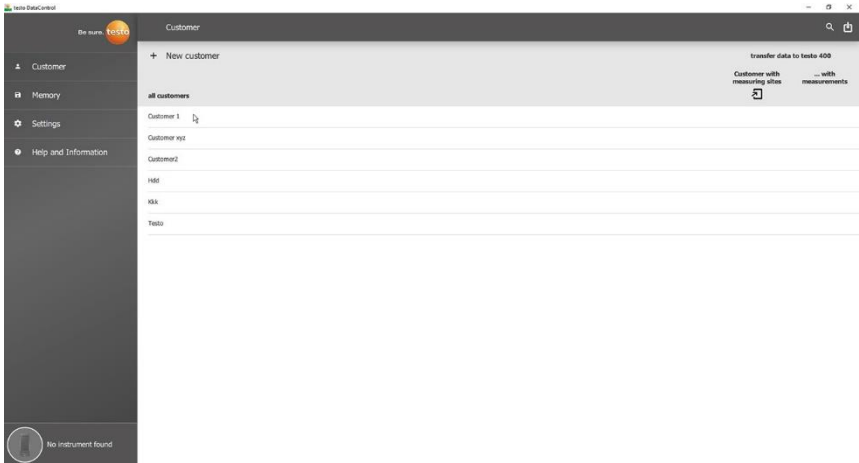 testo DataControl
Be sure. testo
Customer
+ New customer
transfer data to testo 400
Customer with
measuring sites
... with
measurements
all customers
Customer
Memory
Settings
Help and Information
Customer 1
Customer xyz
Customer2
Hdd
Kkk
Testo
No instrument found